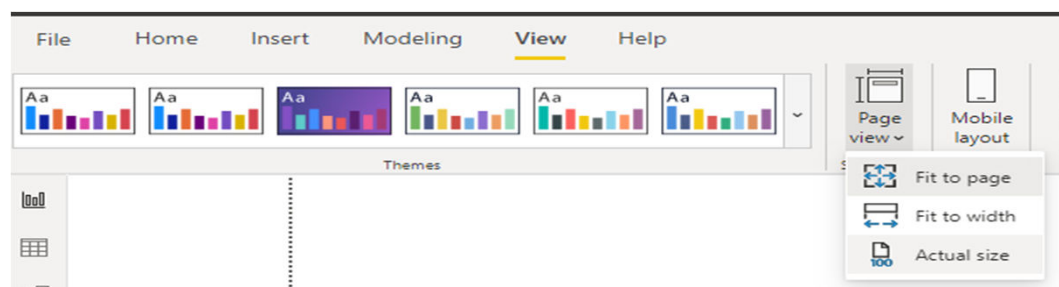 File Home Insert Modeling View Help
Aa Aa Aa Aa Aa Aa
Page view
Mobile layout
Themes
Fit to page
Fit to width
100 Actual size